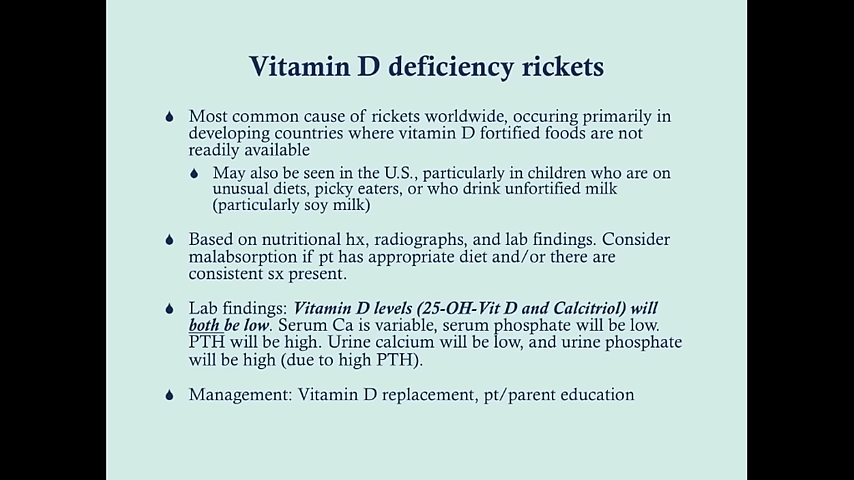 Vitamin D deficiency rickets
Most common cause of rickets worldwide, occuring primarily in
developing countries where vitamin D fortified foods are not
readily available
May also be seen in the U.S., particularly in children who are on
unusual diets, picky eaters, or who drink unfortified milk
(particularly soy milk)
Based on nutritional hx, radiographs, and lab findings. Consider
malabsorption if pt has appropriate diet and/or there are
consistent sx present.
Lab findings: Vitamin D levels (25-OH-Vit D and Calcitriol) will
both be low. Serum Ca is variable, serum phosphate will be low.
PTH will be high. Urine calcium will be low, and urine phosphate
will be high (due to high PTH).
Management: Vitamin D replacement, pt/parent education